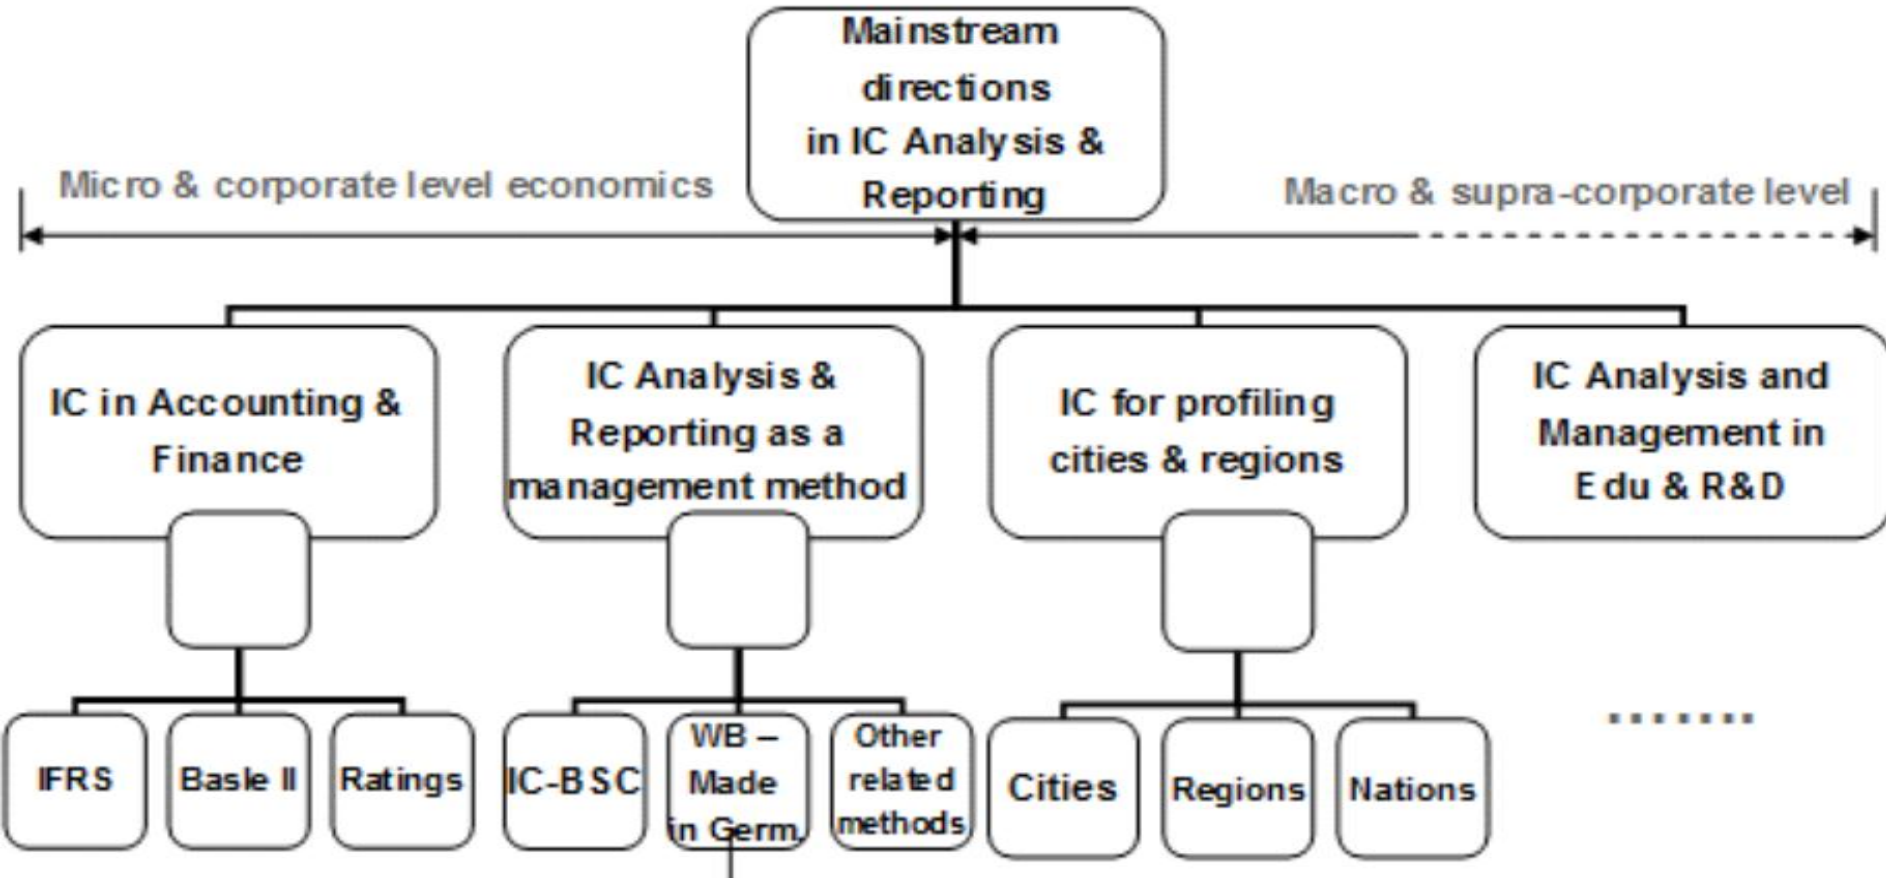 Mainstream
directions
in IC Analysis &
Reporting
Micro & corporate level economics
Macro & supra-corporate level
IC in Accounting &
Finance
IC Analysis &
Reporting as a
management method
IC for profiling
cities & regions
IC Analysis and
Management in
Edu & R&D
IFRS
Basle II
Ratings
IC-BSC
WB –
Made
in Germ.
Other
related
methods
Cities
Regions
Nations
.......